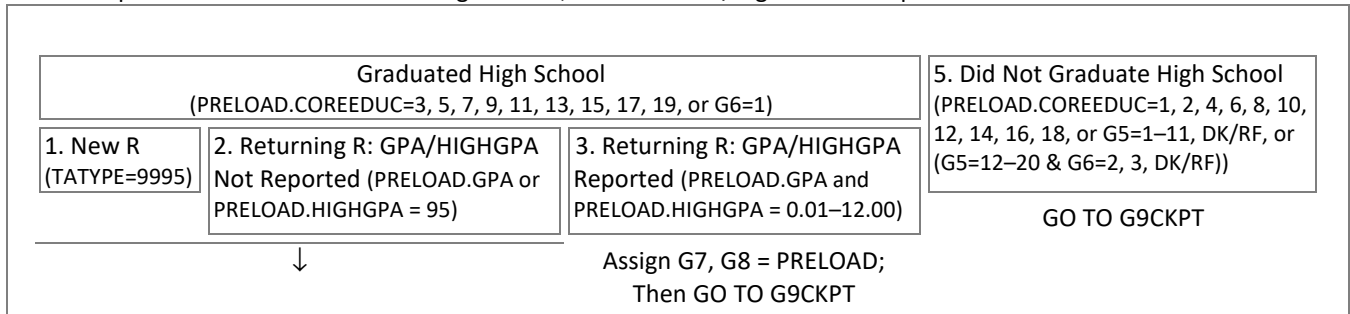 Graduated High School
(PRELOAD.COREEDUC=3, 5, 7, 9, 11, 13, 15, 17, 19, or G6=1)
1. New R
(TATYPE=9995)
2. Returning R: GPA/HIGHGPA
Not Reported (PRELOAD.GPA or
PRELOAD.HIGHGPA = 95)
3. Returning R: GPA/HIGHGPA
Reported (PRELOAD.GPA and
PRELOAD.HIGHGPA = 0.01–12.00)
5. Did Not Graduate High School
(PRELOAD.COREEDUC=1, 2, 4, 6, 8, 10,
12, 14, 16, 18, or G5=1–11, DK/RF, or
(G5=12–20 & G6=2, 3, DK/RF))
↓
Assign G7, G8 = PRELOAD;
Then GO TO G9CKPT
GO TO G9CKPT